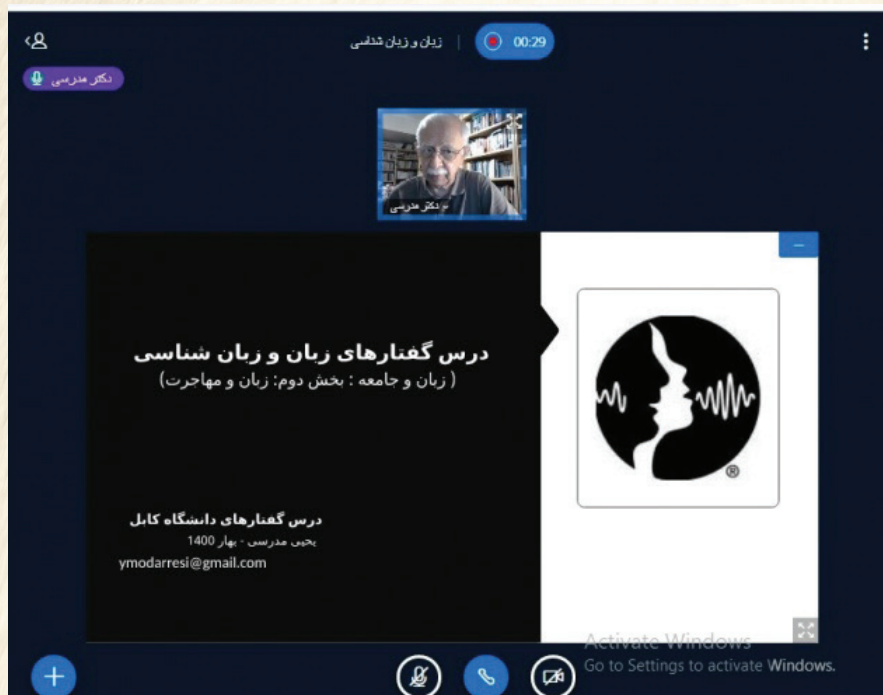 زبان و زبان شناسی | 00:29
دکتر مدرسی
دکتر مدرسی
درس گفتارهای زبان و زبان شناسی
( زبان و جامعه : بخش دوم: زبان و مهاجرت)
درس گفتارهای دانشگاه کابل
یحیی مدرسی - بهار 1400
ymodarresi@gmail.com
®
Activate Windows
Go to Settings to activate Windows.